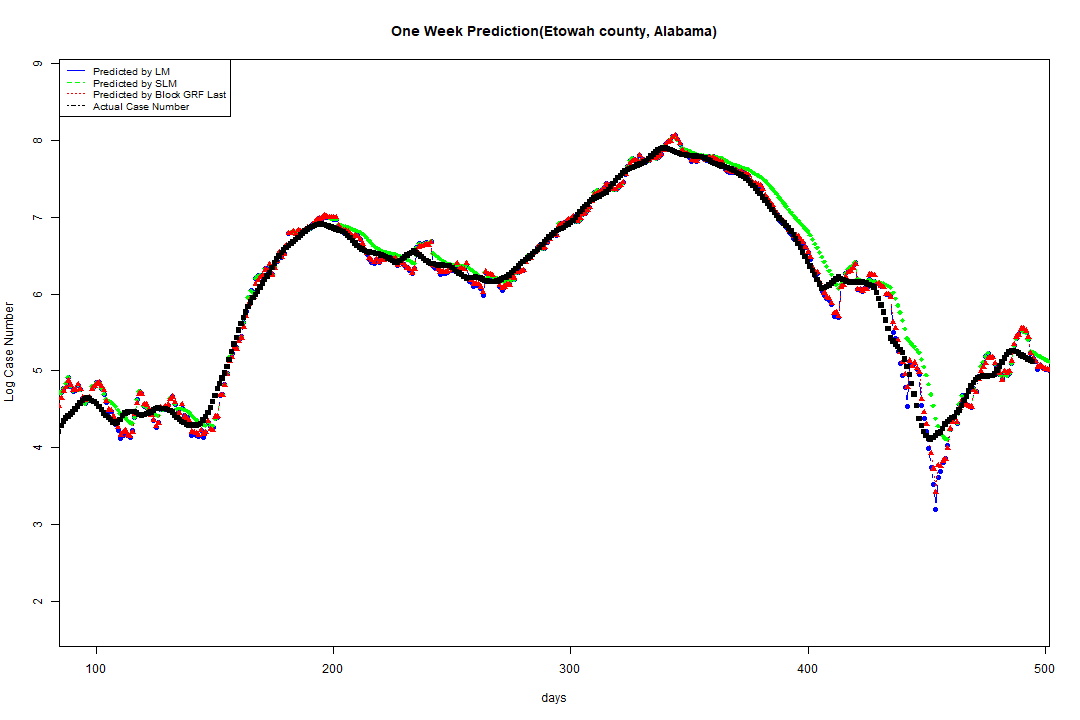 One Week Prediction(Etowah county, Alabama)
Predicted by LM
Predicted by SLM
Predicted by Block GRF Last
Actual Case Number
Log Case Number
9
8
7
6
5
4
3
2
100 200 300 400 500
days